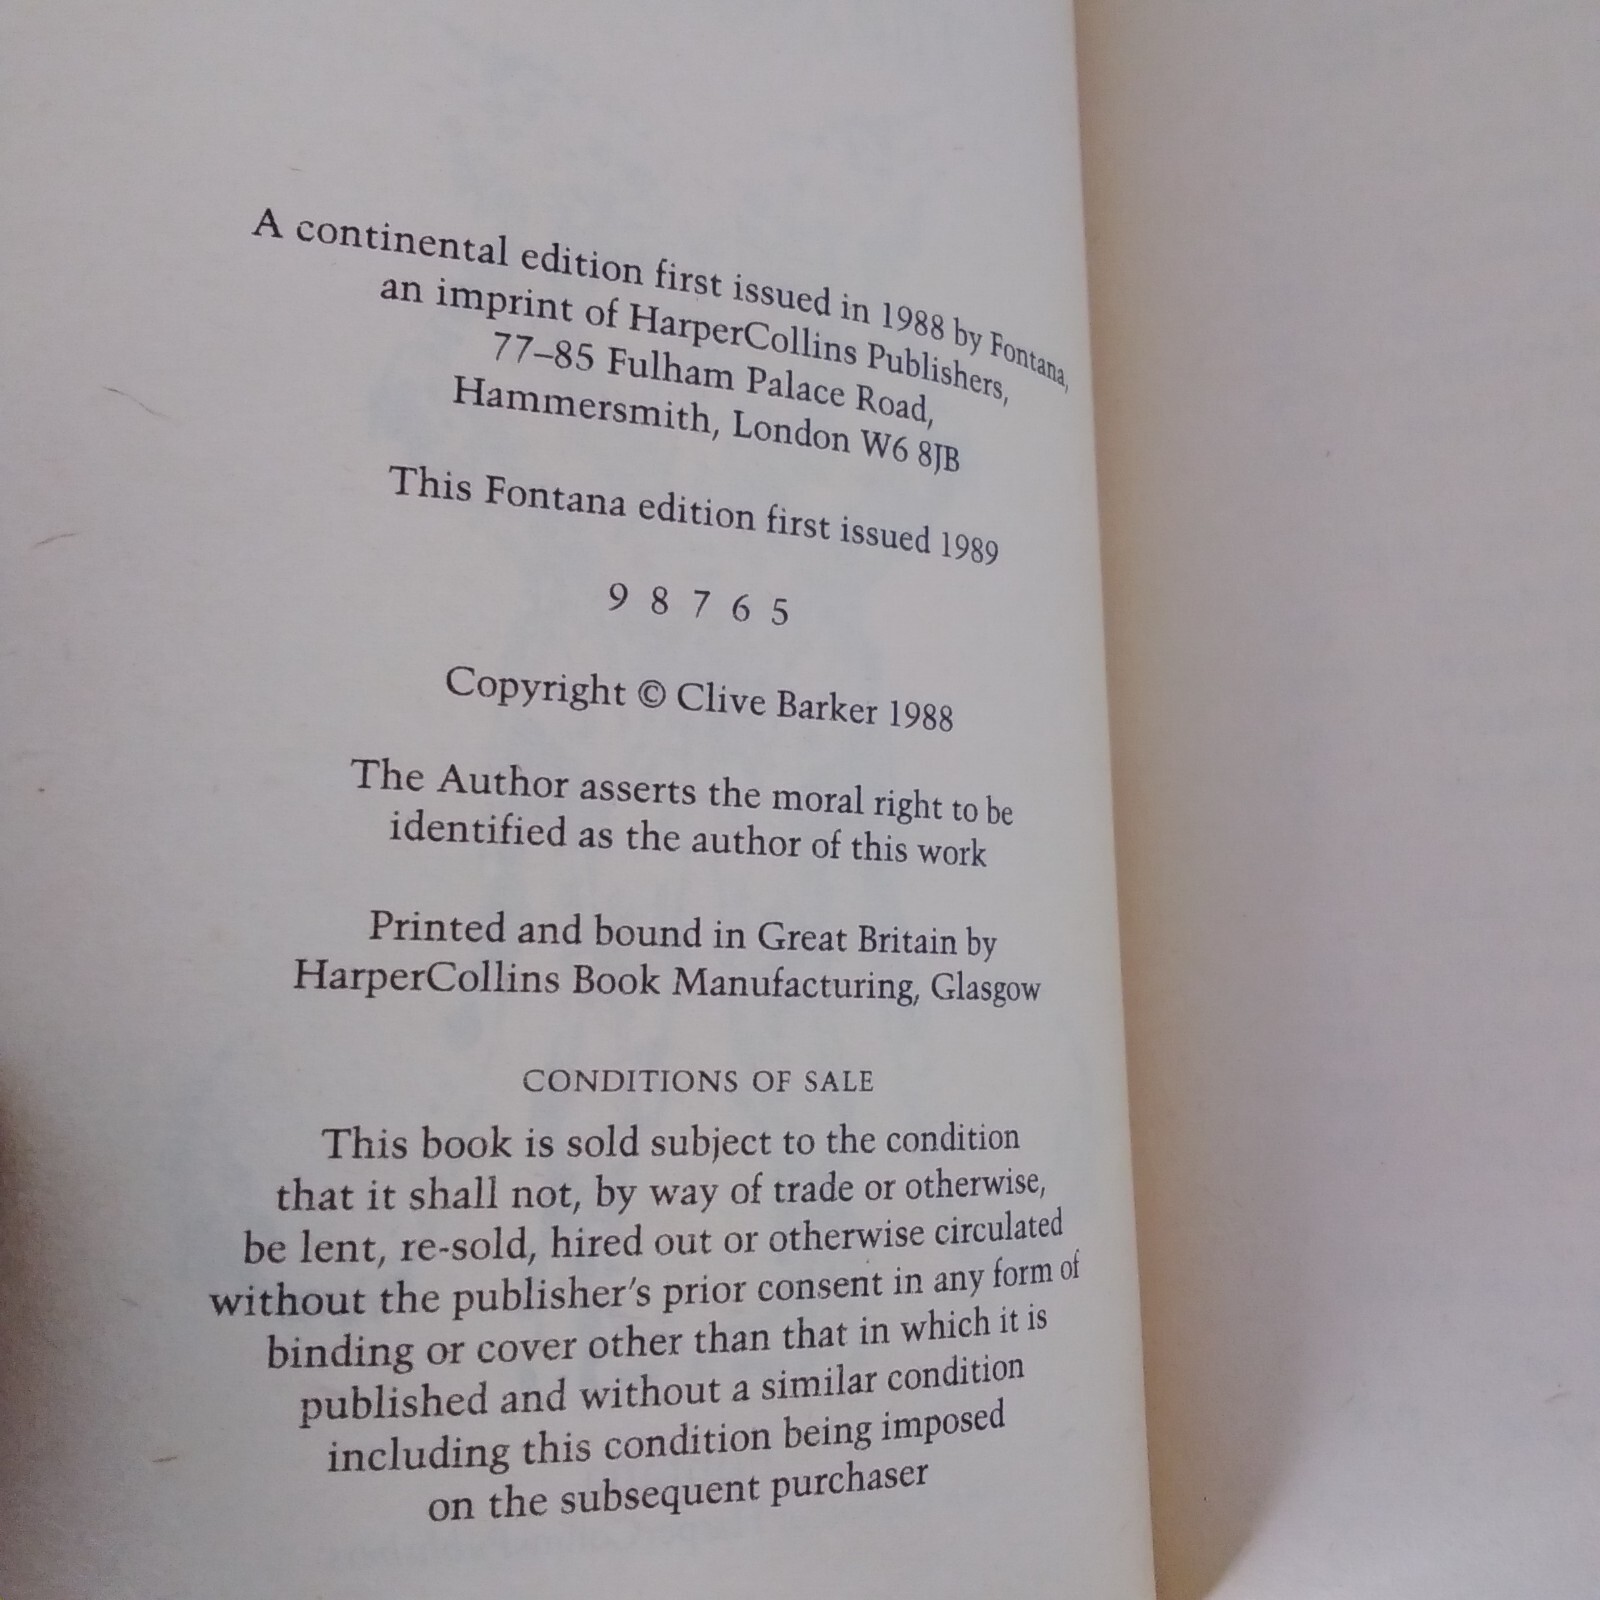 A continental edition first issued in 1988 by Fontana,
an imprint of HarperCollins Publishers,
77–85 Fulham Palace Road,
Hammersmith, London W6 8JB
This Fontana edition first issued 1989
9 8 7 6 5
Copyright © Clive Barker 1988
The Author asserts the moral right to be
identified as the author of this work
Printed and bound in Great Britain by
HarperCollins Book Manufacturing, Glasgow
CONDITIONS OF SALE
This book is sold subject to the condition
that it shall not, by way of trade or otherwise,
be lent, re-sold, hired out or otherwise circulated
without the publisher's prior consent in any form of
binding or cover other than that in which it is
published and without a similar condition
including this condition being imposed
on the subsequent purchaser